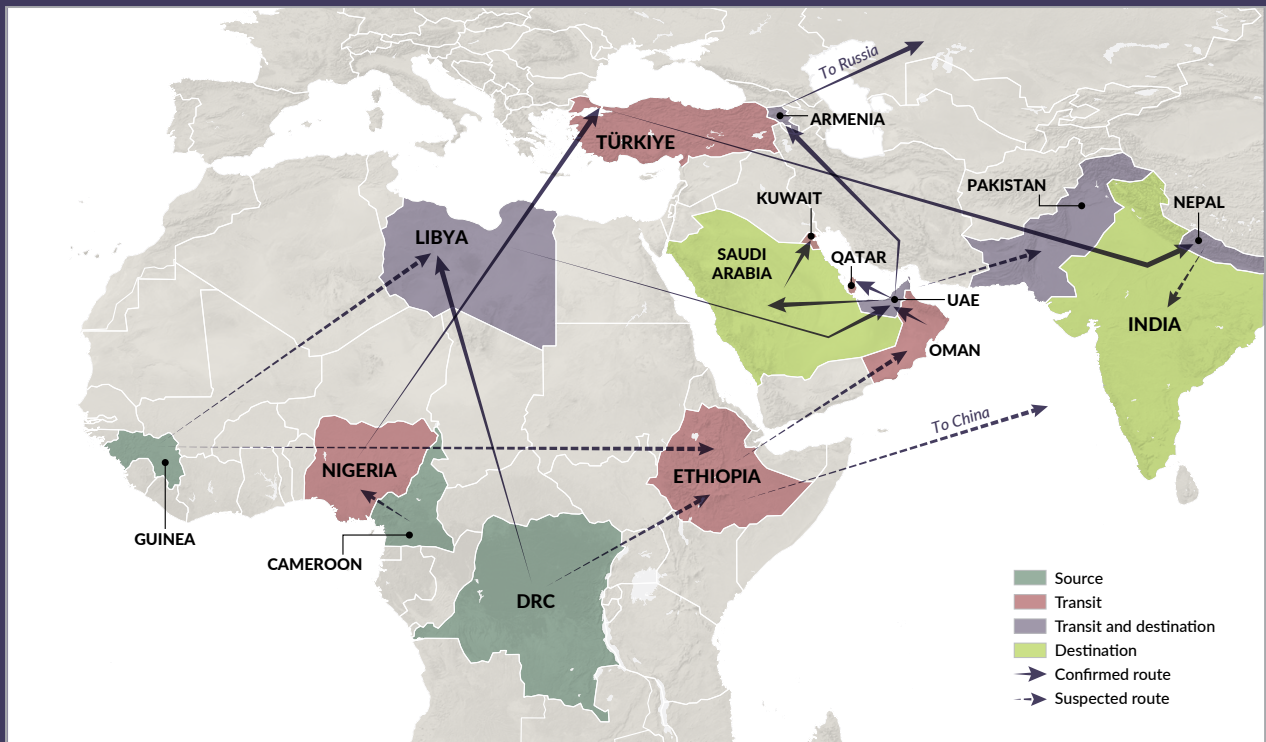 To Russia
ARMENIA
TÜRKIYE
PAKISTAN
KUWAIT
NEPAL
LIBYA
SAUDI
ARABIA
QATAR
UAE
INDIA
OMAN
To China
NIGERIA
ETHIOPIA
GUINEA
CAMEROON
DRC
Source
Transit
Transit and destination
Destination
Confirmed route
Suspected route